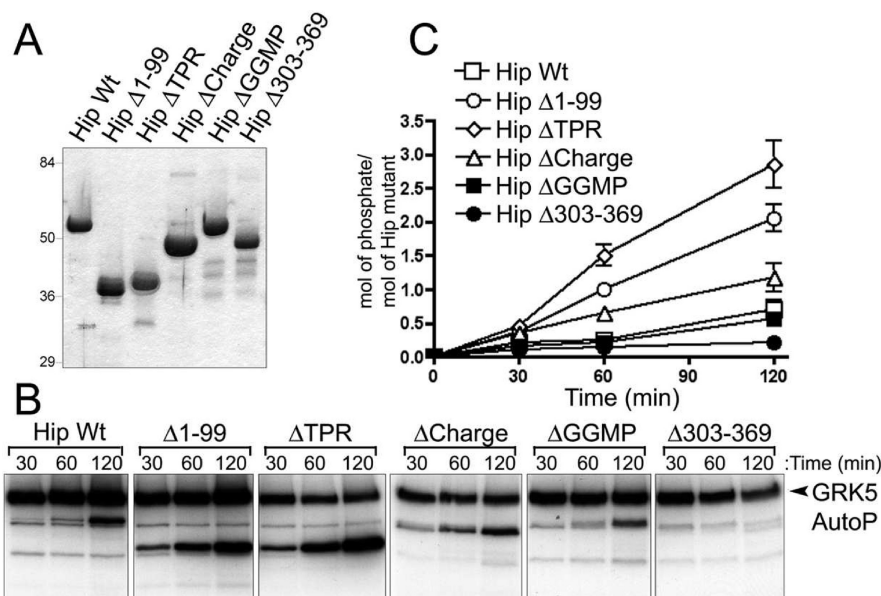 A
Hip Wt
Hip Δ1-99
Hip ΔTPR
Hip ΔCharge
Hip ΔGGMP
Hip Δ303-369
84
50
36
29
C
Hip Wt
Hip Δ1-99
Hip ΔTPR
Hip ΔCharge
Hip ΔGGMP
Hip Δ303-369
mol of phosphate/
mol of Hip mutant
3.5
3.0
2.5
2.0
1.5
1.0
0.5
0.0
0 30 60 90 120
Time (min)
B
Hip Wt Δ1-99 ΔTPR ΔCharge ΔGGMP Δ303-369
30 60 120 30 60 120 30 60 120 30 60 120 30 60 120 30 60 120 :Time (min)
GRK5
AutoP